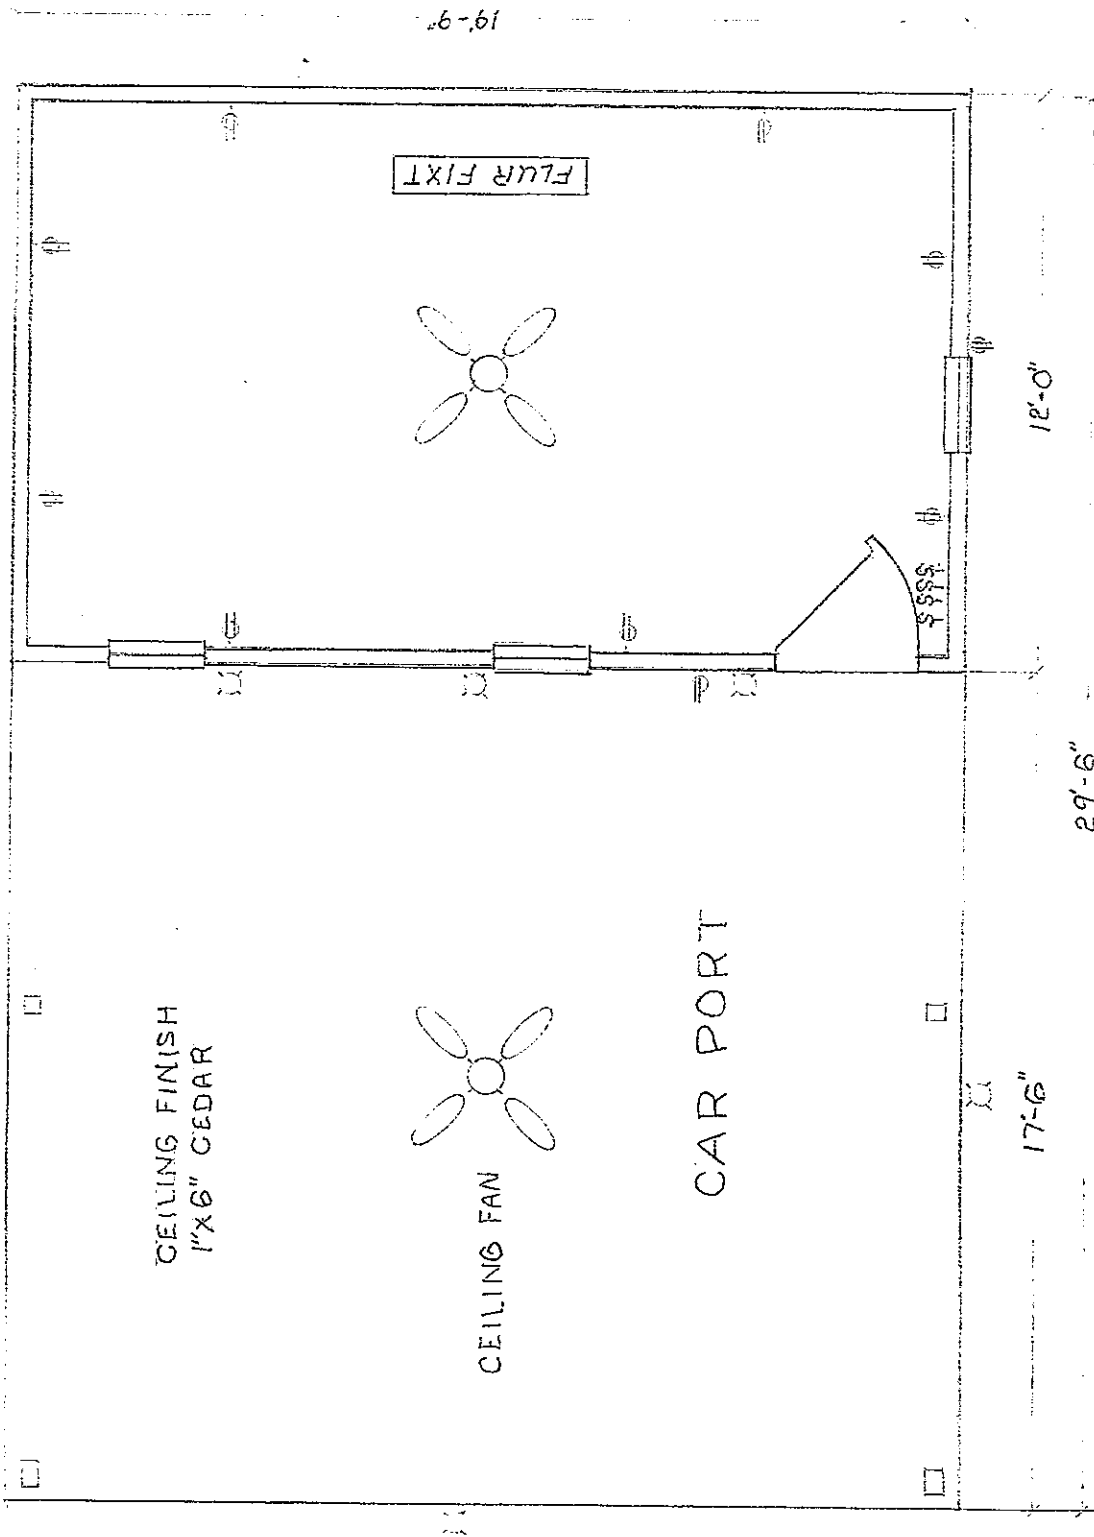 19'-9"
FLUR FIXT
12'-0"
SSSS
29'-6"
CEILING FINISH
1"X6" CEDAR
CAR PORT
17'-6"
CEILING FAN